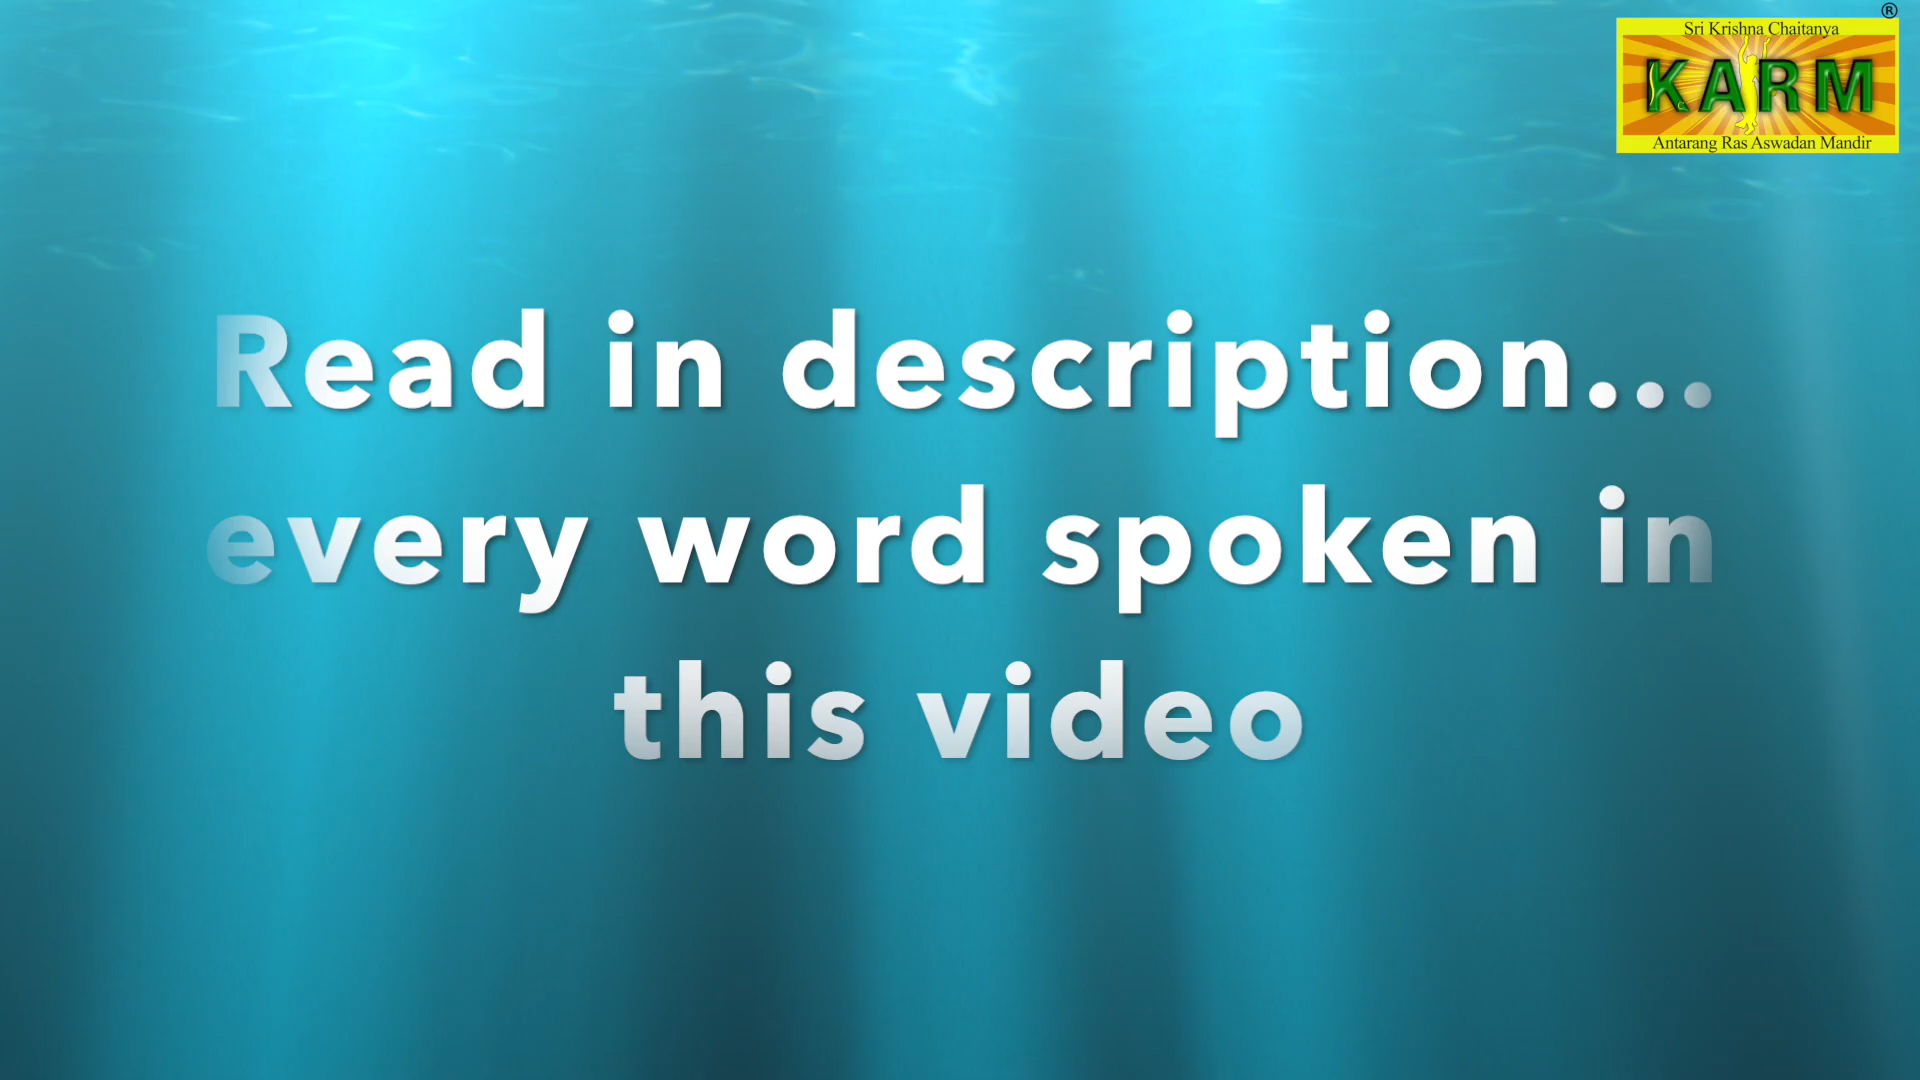 ®
Sri Krishna Chaitanya
KARM
Antarang Ras Aswadan Mandir
Read in description...
every word spoken in
this video